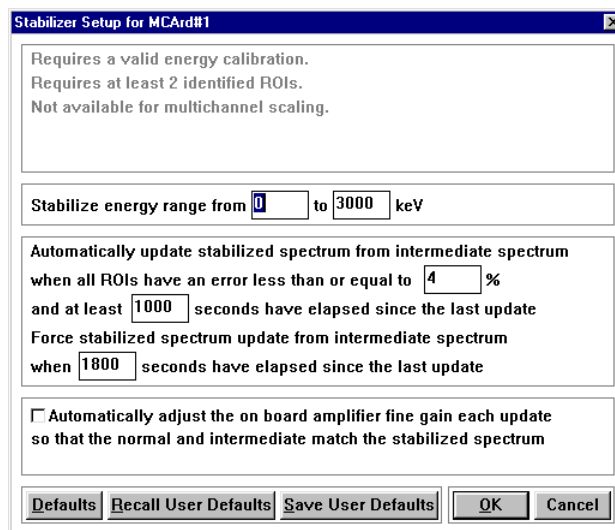 Stabilizer Setup for MCArd#1
Requires a valid energy calibration.
Requires at least 2 identified ROIs.
Not available for multichannel scaling.
Stabilize energy range from 0 to 3000 keV
Automatically update stabilized spectrum from intermediate spectrum
when all ROIs have an error less than or equal to 4 %
and at least 1000 seconds have elapsed since the last update
Force stabilized spectrum update from intermediate spectrum
when 1800 seconds have elapsed since the last update
Automatically adjust the on board amplifier fine gain each update
so that the normal and intermediate match the stabilized spectrum
Defaults Recall User Defaults Save User Defaults OK Cancel